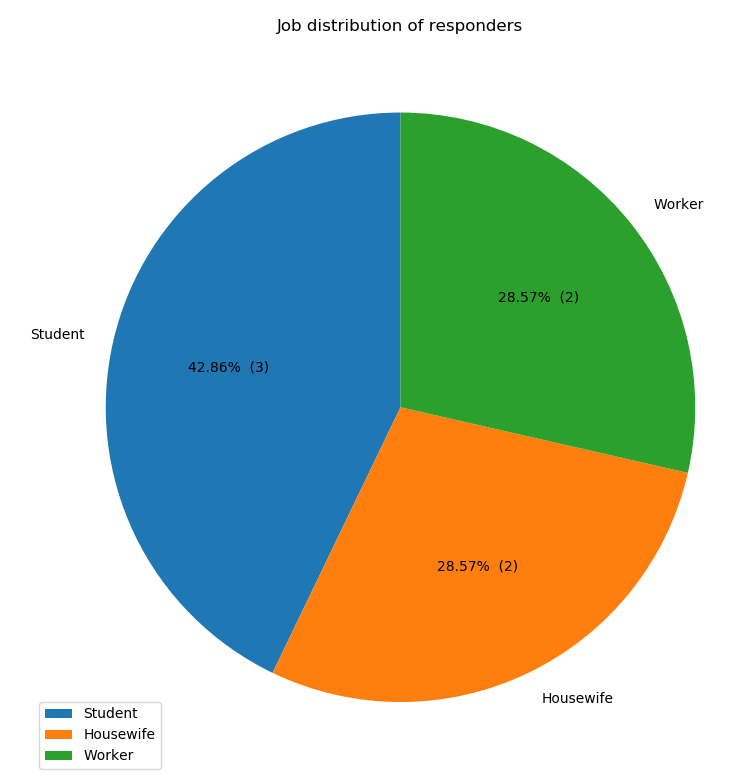 Job distribution of responders
Worker
28.57%  (2)
Student
42.86%  (3)
28.57%  (2)
Housewife
Student
Housewife
Worker